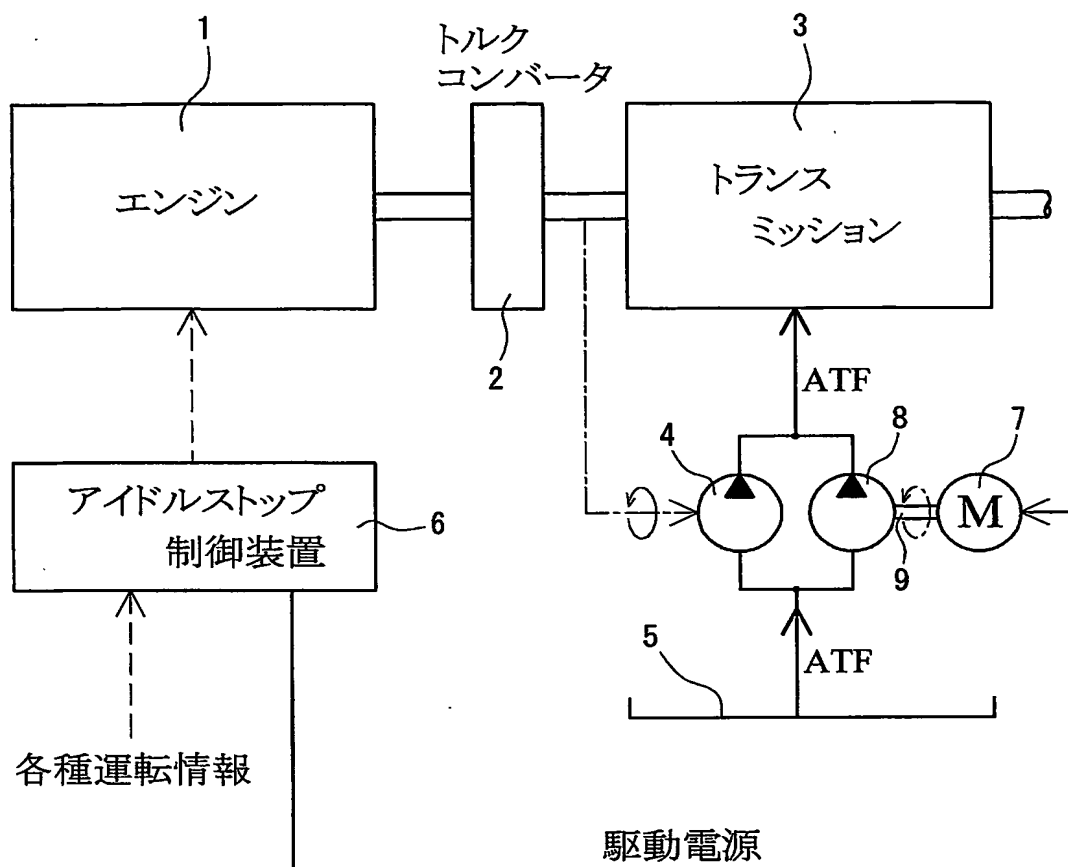 1
トルク
コンバータ
3
エンジン
トランス
ミッション
2
ATF
4
8
7
アイドルストップ
制御装置
6
M
9
5
ATF
各種運転情報
駆動電源